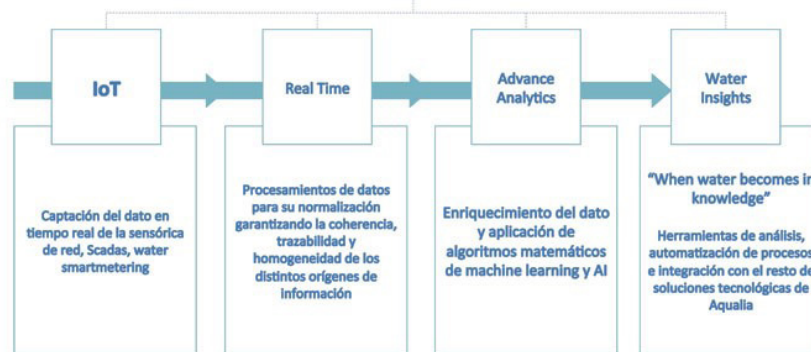 IoT
Real Time
Advance
Analytics
Water
Insights
Captación del dato en
tiempo real de la sensórica
de red, Scadas, water
smartmetering
Procesamientos de datos
para su normalización
garantizando la coherencia,
trazabilidad y
homogeneidad de los
distintos orígenes de
información
Enriquecimiento del dato
y aplicación de
algoritmos matemáticos
de machine learning y AI
“When water becomes in
knowledge”
Herramientas de análisis,
automatización de procesos
e integración con el resto de
soluciones tecnológicas de
Aqualia